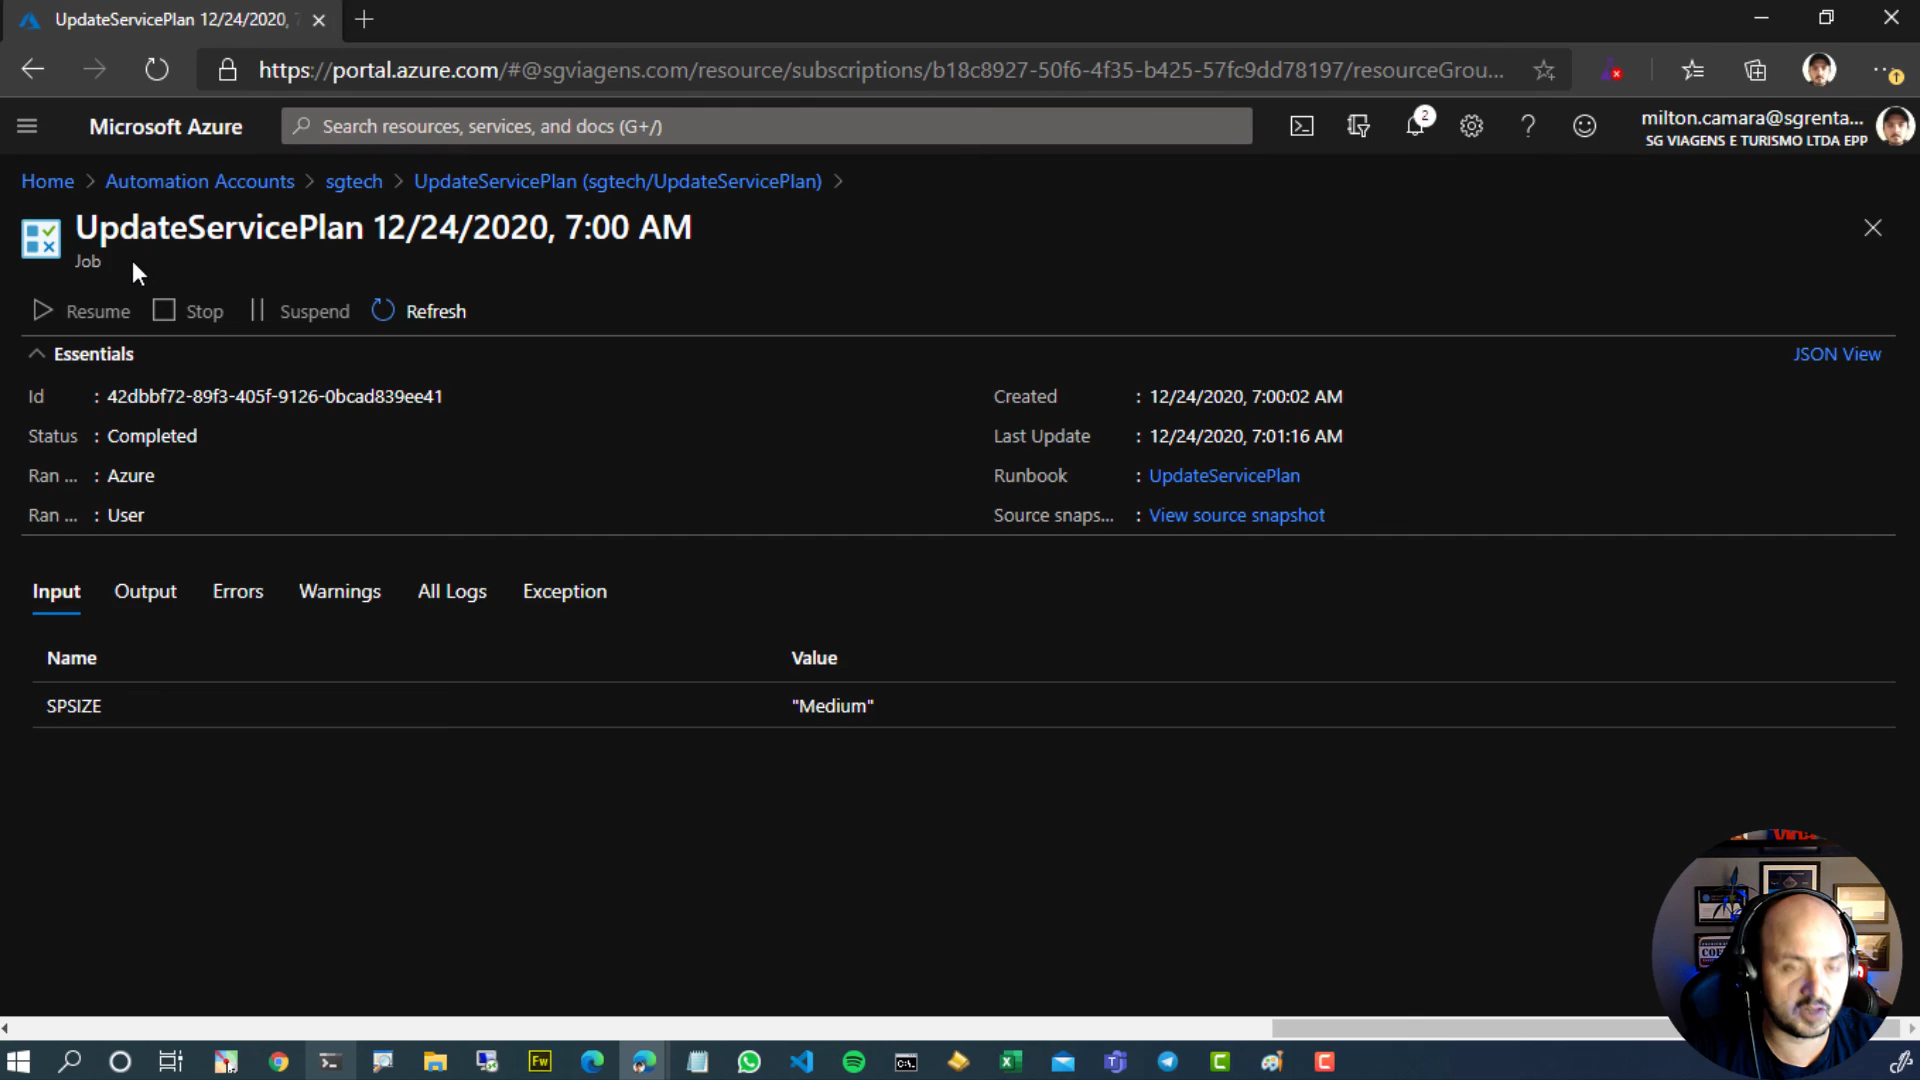 UpdateServicePlan 12/24/2020, 7
https://portal.azure.com/#@sgviagens.com/resource/subscriptions/b18c8927-50f6-4f35-b425-57fc9dd78197/resourceGrou...
Microsoft Azure
Search resources, services, and docs (G+/)
2
milton.camara@sgrenta...
SG VIAGENS E TURISMO LTDA EPP
Home > Automation Accounts > sgtech > UpdateServicePlan (sgtech/UpdateServicePlan) >
UpdateServicePlan 12/24/2020, 7:00 AM
Job
Resume Stop Suspend Refresh
Essentials JSON View
Id : 42dbbf72-89f3-405f-9126-0bcad839ee41 Created : 12/24/2020, 7:00:02 AM
Status : Completed Last Update : 12/24/2020, 7:01:16 AM
Ran ... : Azure Runbook : UpdateServicePlan
Ran ... : User Source snaps... : View source snapshot
Input Output Errors Warnings All Logs Exception
Name Value
SPSIZE "Medium"
Fw